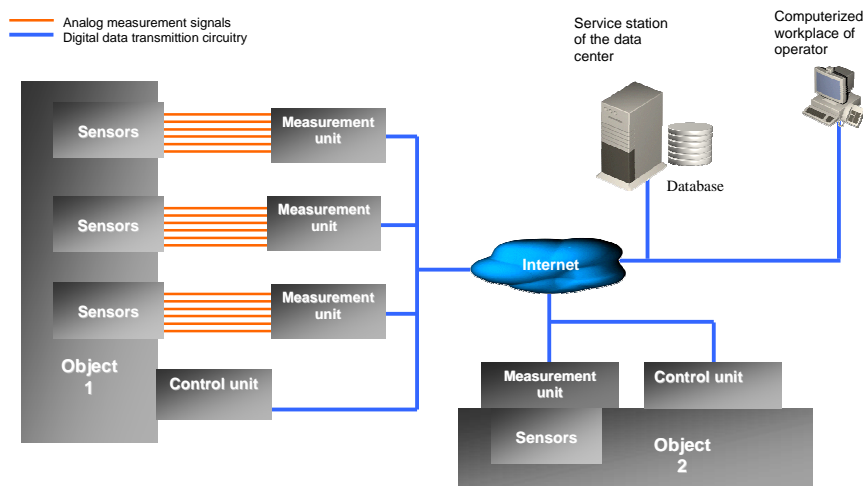 Analog measurement signals
Digital data transmittion circuitry
Service station
of the data
center
Computerized
workplace of
operator
Database
Sensors
Measurement
unit
Sensors
Measurement
unit
Sensors
Measurement
unit
Internet
Object
1
Control unit
Measurement
unit
Control unit
Sensors
Object
2